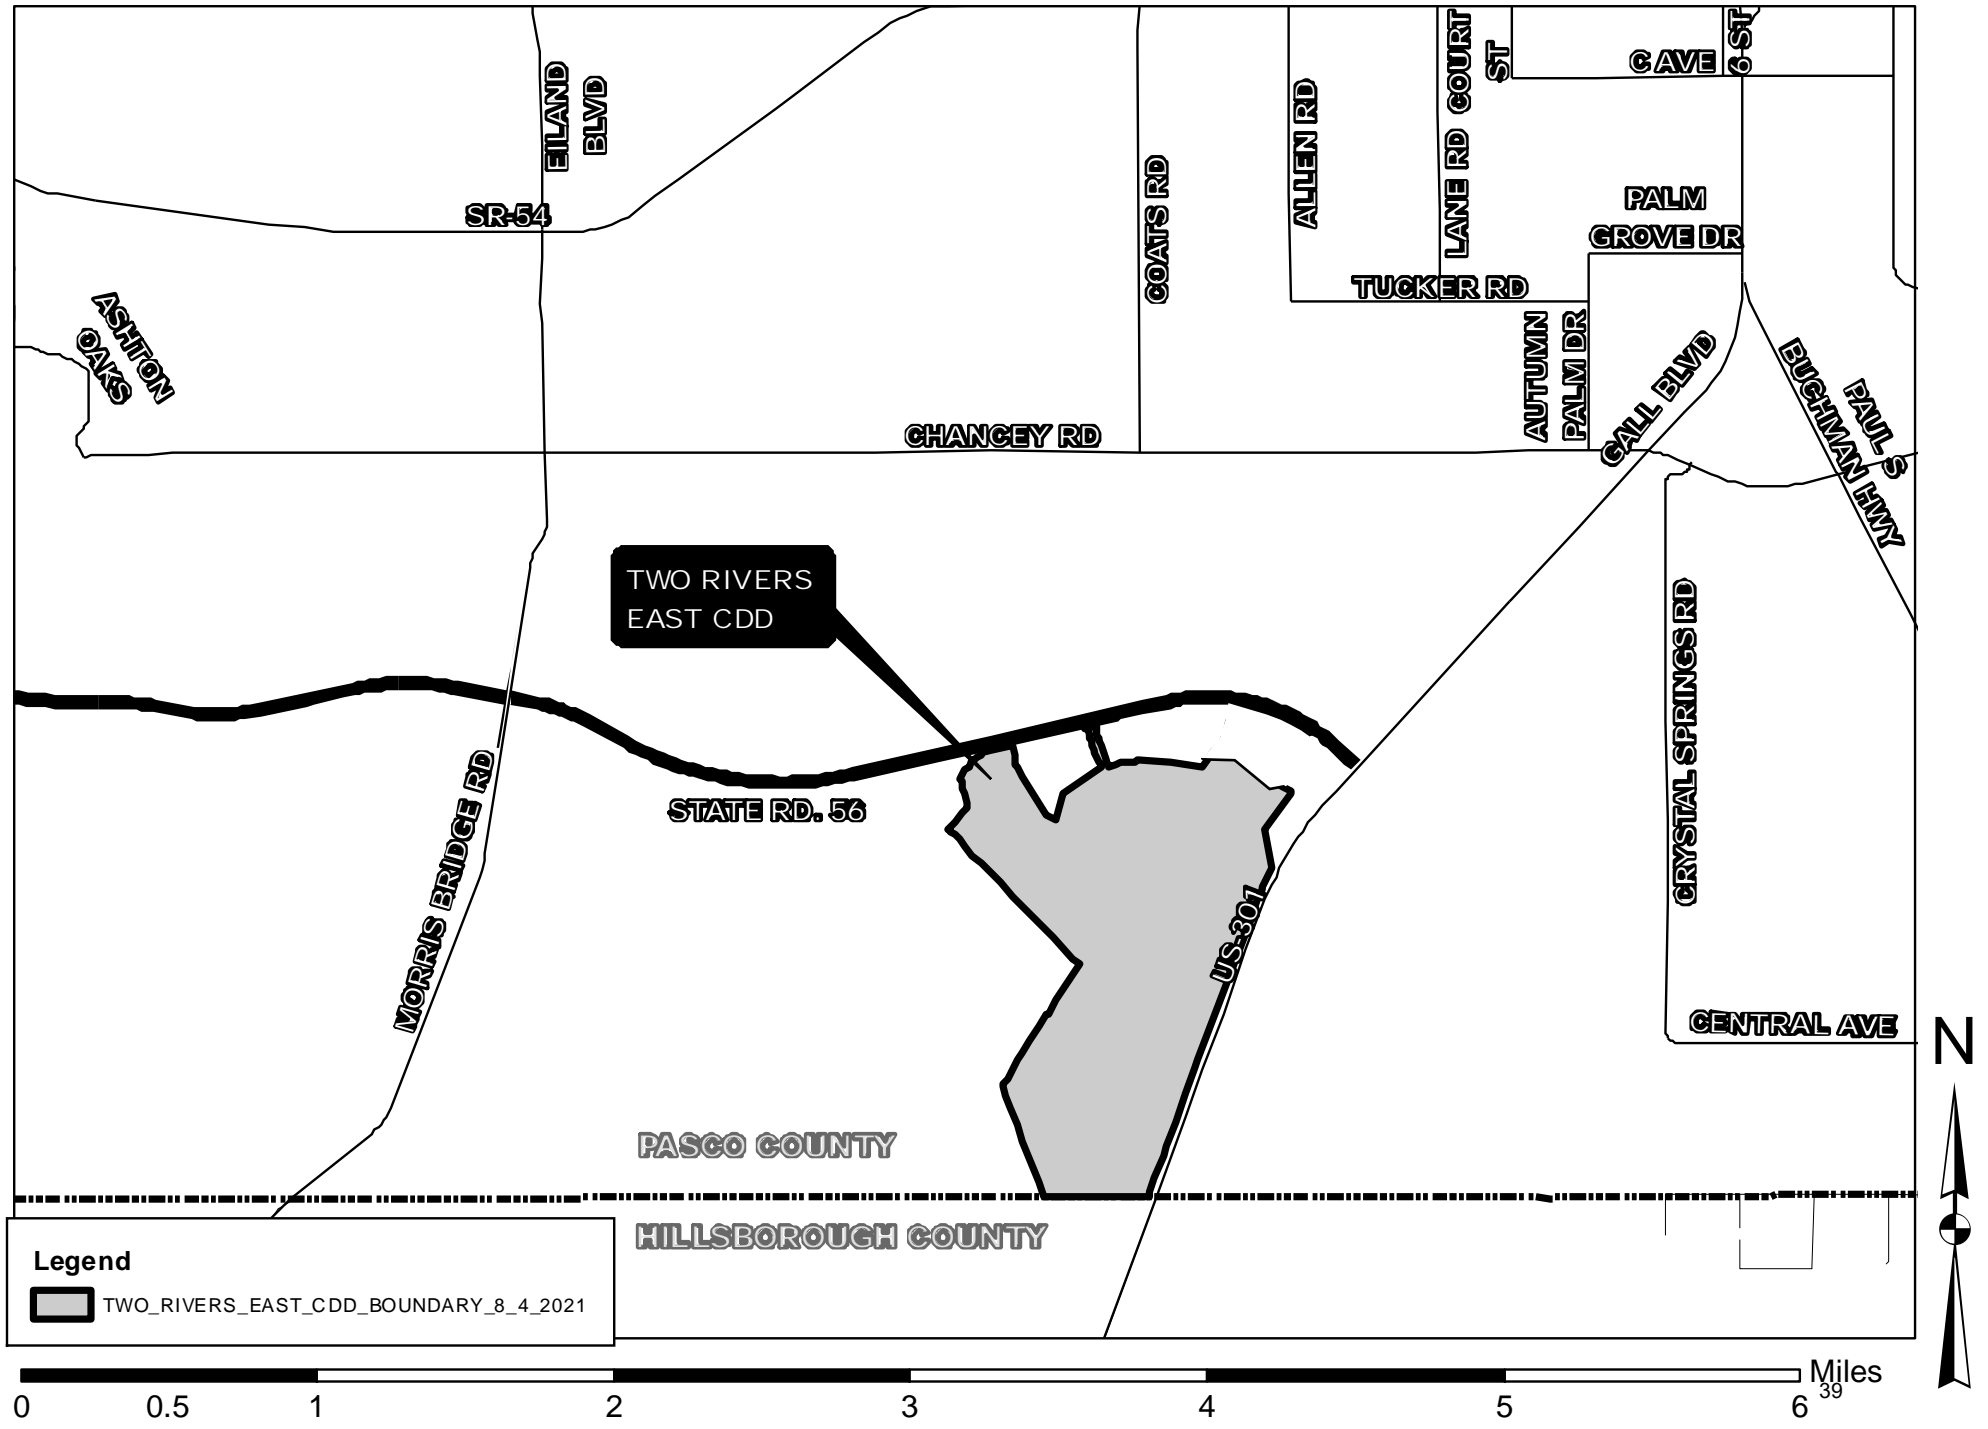 EILAND
BLVD
SR-54
COATS RD
ALLEN RD
LANE RD
COURT
ST
C AVE
6 ST
PALM
GROVE DR
TUCKER RD
AUTUMN
PALM DR
GALL BLVD
PAUL S
BUCHMAN HWY
ASHTON
OAKS
CHANCEY RD
TWO RIVERS
EAST CDD
CRYSTAL SPRINGS RD
STATE RD. 56
MORRIS BRIDGE RD
US-301
CENTRAL AVE
N
PASCO COUNTY
HILLSBOROUGH COUNTY
Legend
TWO_RIVERS_EAST_CDD_BOUNDARY_8_4_2021
Miles
0 0.5 1 2 3 4 5 6
39